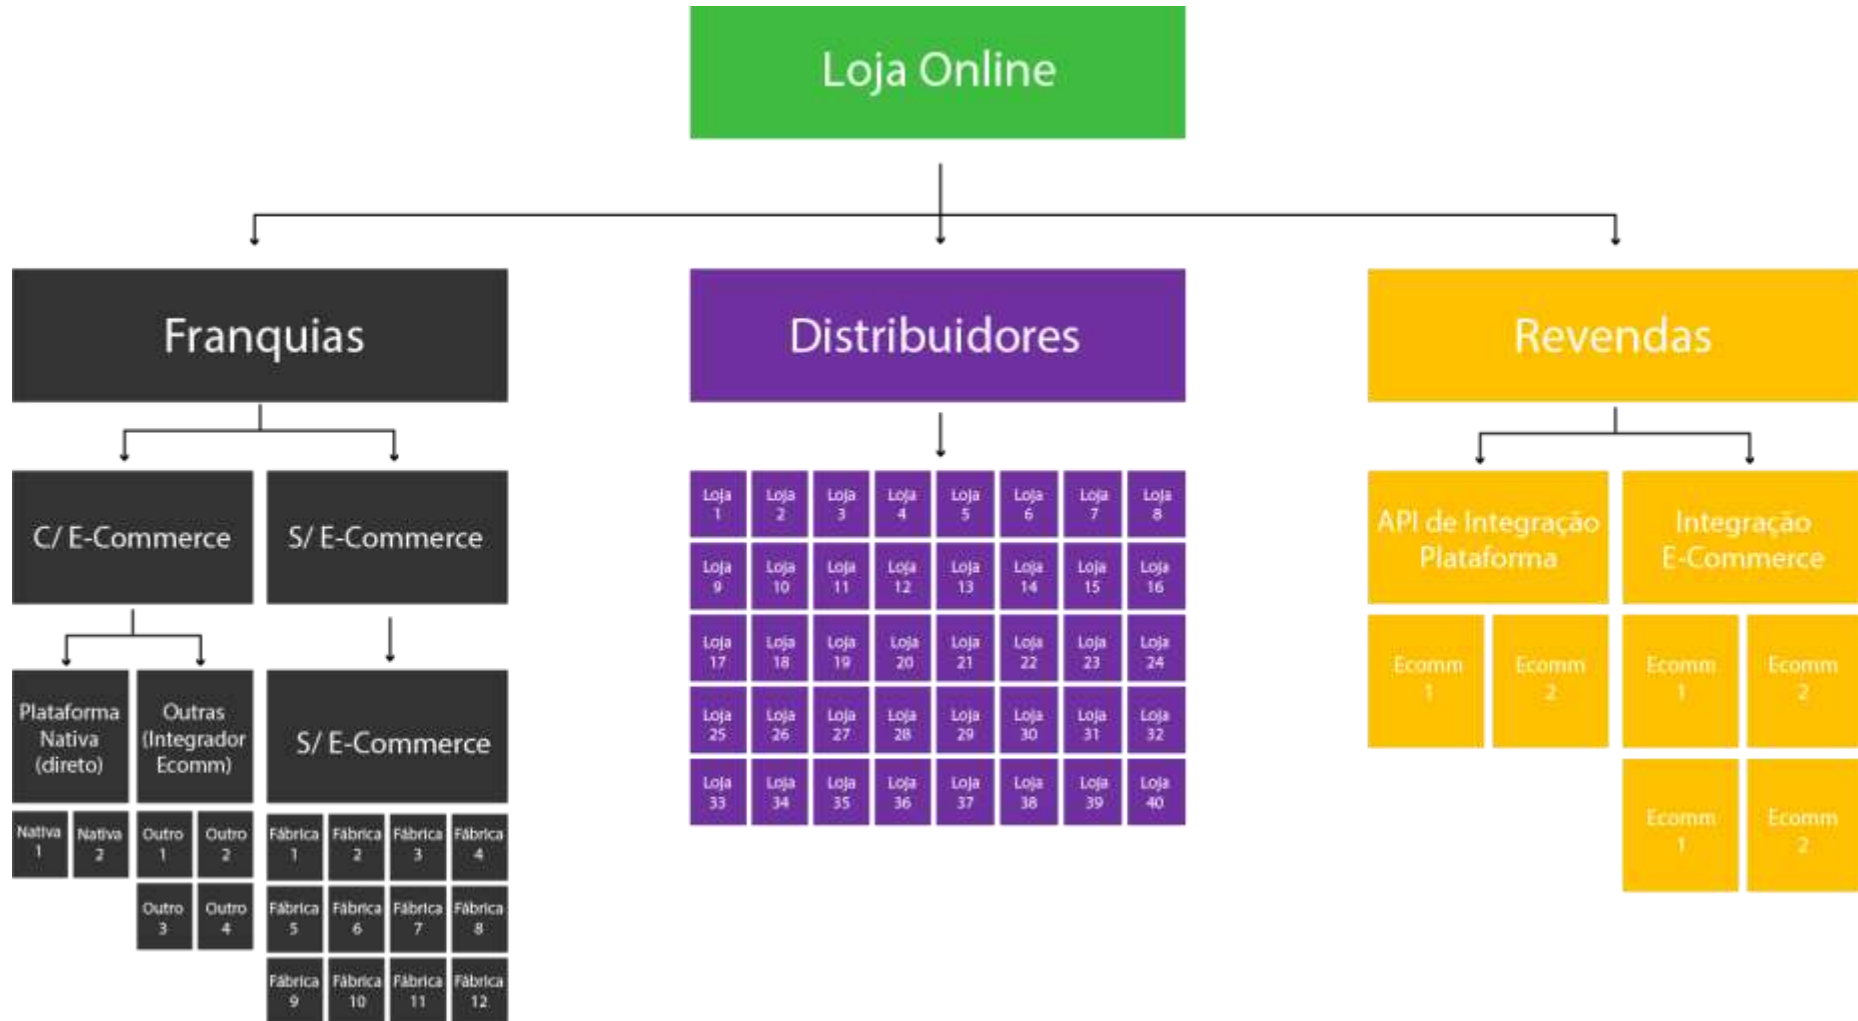 Loja Online
Franquias
Distribuidores
Revendas
C/ E-Commerce
S/ E-Commerce
Plataforma
Nativa
(direto)
Outras
(Integrador
Ecomm)
S/ E-Commerce
Nativa
1
Nativa
2
Outro
1
Outro
2
Outro
3
Outro
4
Fábrica
1
Fábrica
2
Fábrica
3
Fábrica
4
Fábrica
5
Fábrica
6
Fábrica
7
Fábrica
8
Fábrica
9
Fábrica
10
Fábrica
11
Fábrica
12
Loja
1
Loja
2
Loja
3
Loja
4
Loja
5
Loja
6
Loja
7
Loja
8
Loja
9
Loja
10
Loja
11
Loja
12
Loja
13
Loja
14
Loja
15
Loja
16
Loja
17
Loja
18
Loja
19
Loja
20
Loja
21
Loja
22
Loja
23
Loja
24
Loja
25
Loja
26
Loja
27
Loja
28
Loja
29
Loja
30
Loja
31
Loja
32
Loja
33
Loja
34
Loja
35
Loja
36
Loja
37
Loja
38
Loja
39
Loja
40
API de Integração
Plataforma
Integração
E-Commerce
Ecomm
1
Ecomm
2
Ecomm
1
Ecomm
2
Ecomm
1
Ecomm
2